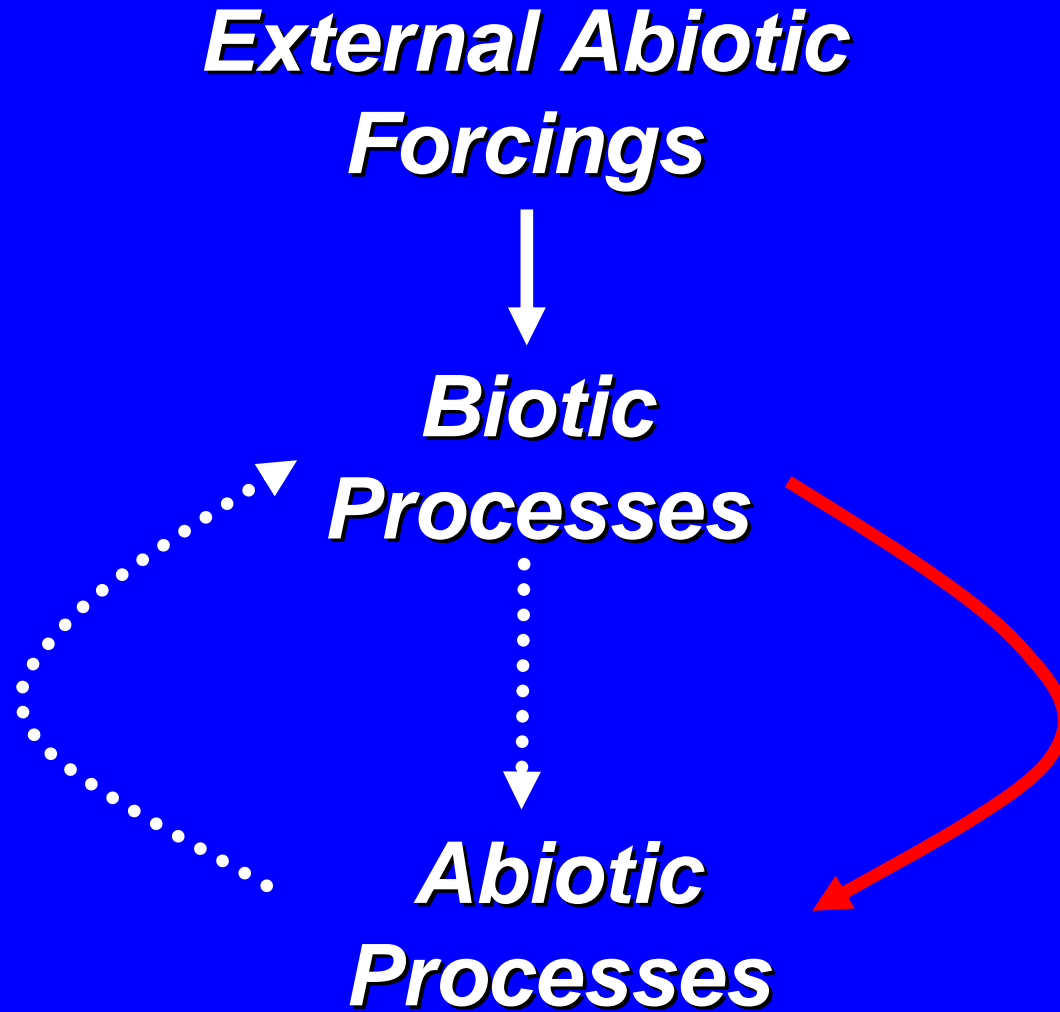 External Abiotic
Forcings
Biotic
Processes
Abiotic
Processes